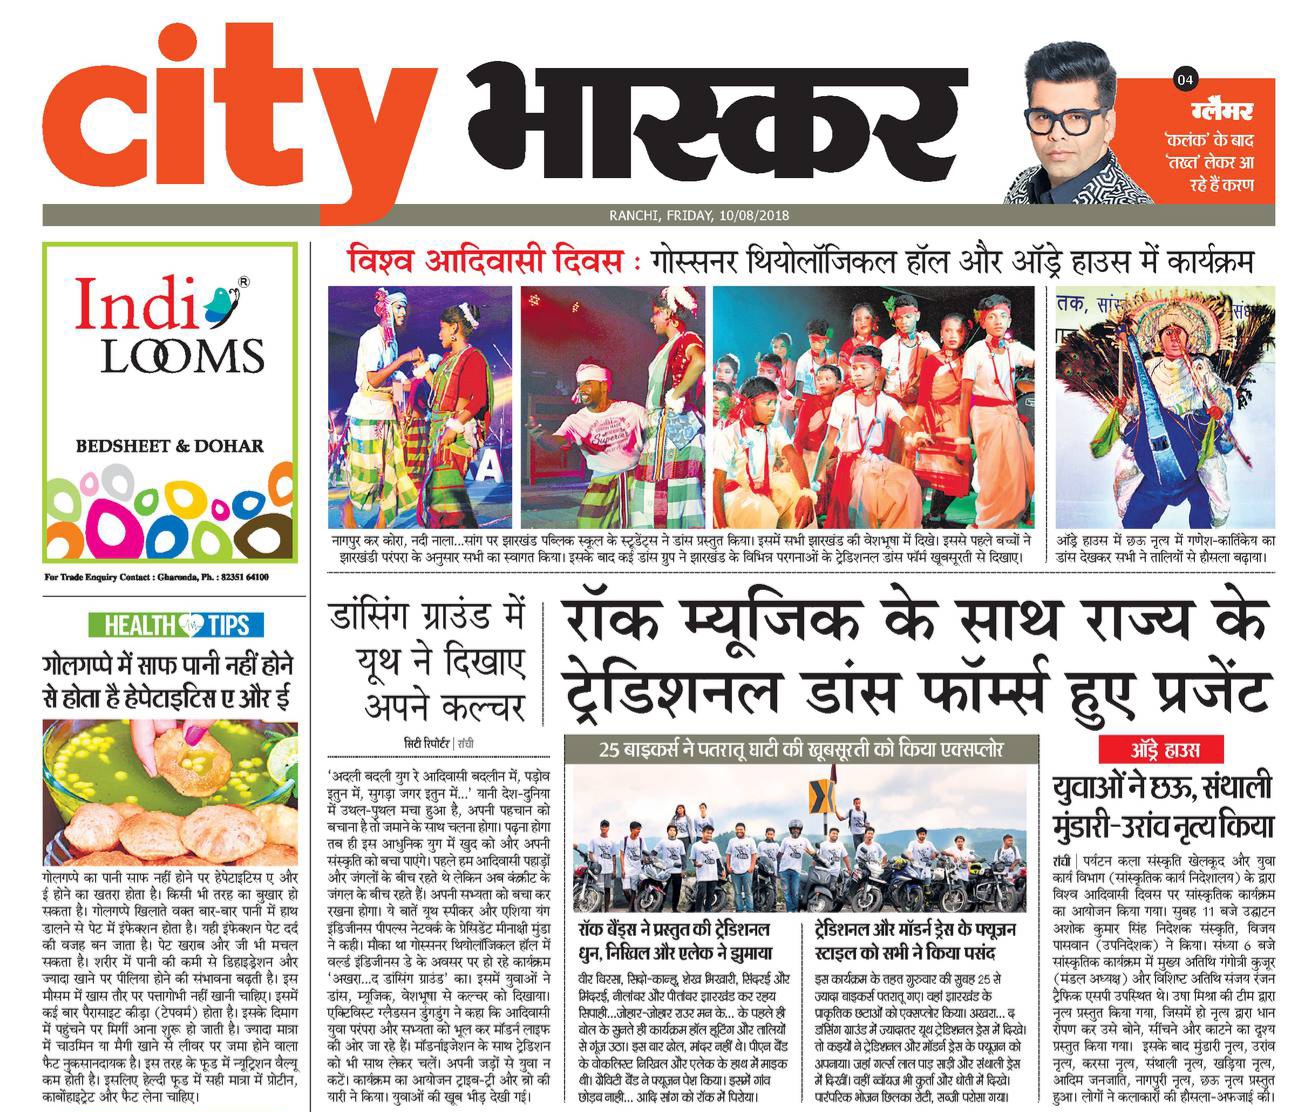 city भास्कर
04
ग्लैमर
'कलंक' के बाद
'तख्त' लेकर आ
रहे हैं करण
RANCHI, FRIDAY, 10/08/2018
Indi
LOOMS
®
BEDSHEET & DOHAR
For Trade Enquiry Contact : Gharonda, Ph. : 82351 64100
HEALTH TIPS
गोलगप्पे में साफ पानी नहीं होने
से होता है हेपेटाइटिस ए और ई
गोलगप्पे का पानी साफ नहीं होने पर हेपेटाइटिस ए और
ई होने का खतरा होता है। किसी भी तरह का बुखार हो
सकता है। गोलगप्पे खिलाते वक्त बार-बार पानी में हाथ
डालने से पेट में इंफेक्शन होता है। यही इंफेक्शन पेट दर्द
की वजह बन जाता है। पेट खराब और जी भी मचल
सकता है। शरीर में पानी की कमी से डिहाइड्रेशन और
ज्यादा खाने पर पीलिया होने की संभावना बढ़ती है। इस
मौसम में खास तौर पर पत्तागोभी नहीं खानी चाहिए। इसमें
कई बार पैरासाइट कीड़ा (टेपवर्म) होता है। इसके दिमाग
में पहुंचने पर मिर्गी आना शुरू हो जाती है। ज्यादा मात्रा
में चाउमिन या मैगी खाने से लीवर पर जमा होने वाला
फैट नुकसानदायक है। इस तरह के फूड में न्यूट्रिशन वैल्यू
कम होती है। इसलिए हेल्दी फूड में सही मात्रा में प्रोटीन,
कार्बोहाइट्रेट और फैट लेना चाहिए।
विश्व आदिवासी दिवस : गोस्सनर थियोलॉजिकल हॉल और ऑड्रे हाउस में कार्यक्रम
A
तक, सांस्
नागपुर कर कोरा, नदी नाला...सांग पर झारखंड पब्लिक स्कूल के स्टूडेंट्स ने डांस प्रस्तुत किया। इसमें सभी झारखंड की वेशभूषा में दिखे। इससे पहले बच्चों ने
झारखंडी परंपरा के अनुसार सभी का स्वागत किया। इसके बाद कई डांस ग्रुप ने झारखंड के विभिन्न परगनाओं के ट्रेडिशनल डांस फॉर्म खूबसूरती से दिखाए।
ऑड्रे हाउस में छऊ नृत्य में गणेश-कार्तिकेय का
डांस देखकर सभी ने तालियों से हौसला बढ़ाया।
डांसिंग ग्राउंड में
यूथ ने दिखाए
अपने कल्चर
सिटी रिपोर्टर | रांची
'अदली बदली युग रे आदिवासी बदलीन में, पड़ोव
इतुन में, सुगड़ा जगर इतुन में...' यानी देश-दुनिया
में उथल-पुथल मचा हुआ है, अपनी पहचान को
बचाना है तो जमाने के साथ चलना होगा। पढ़ना होगा
तब ही इस आधुनिक युग में खुद को और अपनी
संस्कृति को बचा पाएंगे। पहले हम आदिवासी पहाड़ों
और जंगलों के बीच रहते थे लेकिन अब कंक्रीट के
जंगल के बीच रहते हैं। अपनी सभ्यता को बचा कर
रखना होगा। ये बातें यूथ स्पीकर और एशिया यंग
इंडीजीनस पीपल्स नेटवर्क के प्रेसिडेंट मीनाक्षी मुंडा
ने कही। मौका था गोस्सनर थियोलॉजिकल हॉल में
वर्ल्ड इंडीजनस डे के अवसर पर हो रहे कार्यक्रम
'अखरा...द डांसिंग ग्राउंड' का। इसमें युवाओं ने
डांस, म्यूजिक, वेशभूषा से कल्चर को दिखाया।
एक्टिविस्ट ग्लैडसन डुंगडुंग ने कहा कि आदिवासी
युवा परंपरा और सभ्यता को भूल कर मॉडर्न लाइफ
की ओर जा रहे हैं। मॉडर्नाइजेशन के साथ ट्रेडिशन
को भी साथ लेकर चलें। अपनी जड़ों से युवा न
कटें। कार्यक्रम का आयोजन ट्राइब-ट्री और ब्रो की
यारी ने किया। युवाओं की खूब भीड़ देखी गई।
रॉक म्यूजिक के साथ राज्य के
ट्रेडिशनल डांस फॉर्म्स हुए प्रजेंट
25 बाइकर्स ने पतरातू घाटी की खूबसूरती को किया एक्सप्लोर
रॉक बैंड्स ने प्रस्तुत की ट्रेडिशनल
धुन, निखिल और एलेक ने झुमाया
वीर बिरसा, सिद्धो-कान्हू, शेख भिखारी, सिंदरई और
मिंदरई, नीलांबर और पीतांबर झारखंड कर रहय
सिपाही...जोहार-जोहार राउर मन के... के पहले ही
बोल के सुनते ही कार्यक्रम हॉल हूटिंग और तालियों
से गूंज उठा। इस बार ढोल, मांदर नहीं थे। पीएन बैंड
के वोकलिस्ट निखिल और एलेक के हाथ में माइक
थी। ग्रैविटी बैंड ने फ्यूजन पेश किया। इसमें गांव
छोड़ब नाही... आदि सांग को रॉक में पिरोया।
ट्रेडिशनल और मॉडर्न ड्रेस के फ्यूजन
स्टाइल को सभी ने किया पसंद
इस कार्यक्रम के तहत गुरुवार की सुबह 25 से
ज्यादा बाइकर्स पतरातू गए। वहां झारखंड के
प्राकृतिक छटाओं को एक्सप्लोर किया। अखरा... द
डांसिंग ग्राउंड में ज्यादातर यूथ ट्रेडिशनल ड्रेस में दिखे।
तो कइयों ने ट्रेडिशनल और मॉडर्न ड्रेस के फ्यूजन को
अपनाया। जहां गर्ल्स लाल पाड़ साड़ी और संथाली ड्रेस
में दिखीं। वहीं ब्वॉयज भी कुर्ता और धोती में दिखे।
पारंपरिक भोजन छिलका रोटी, सब्जी परोसा गया।
ऑड्रे हाउस
युवाओं ने छऊ, संथाली
मुंडारी-उरांव नृत्य किया
रांची | पर्यटन कला संस्कृति खेलकूद और युवा
कार्य विभाग (सांस्कृतिक कार्य निदेशालय) के द्वारा
विश्व आदिवासी दिवस पर सांस्कृतिक कार्यक्रम
का आयोजन किया गया। सुबह 11 बजे उद्घाटन
अशोक कुमार सिंह निदेशक संस्कृति, विजय
पासवान (उपनिदेशक) ने किया। संध्या 6 बजे
सांस्कृतिक कार्यक्रम में मुख्य अतिथि गंगोत्री कुजूर
(मंडल अध्यक्ष) और विशिष्ट अतिथि संजय रंजन
ट्रैफिक एसपी उपस्थित थे। उषा मिश्रा की टीम द्वारा
नृत्य प्रस्तुत किया गया, जिसमें हो नृत्य द्वारा धान
रोपण कर उसे बोने, सींचने और काटने का दृश्य
प्रस्तुत किया गया। इसके बाद मुंडारी नृत्य, उरांव
नृत्य, करसा नृत्य, संथाली नृत्य, खड़िया नृत्य,
आदिम जनजाति, नागपुरी नृत्य, छऊ नृत्य प्रस्तुत
हुआ। लोगों ने कलाकारों की हौसला-अफजाई की।